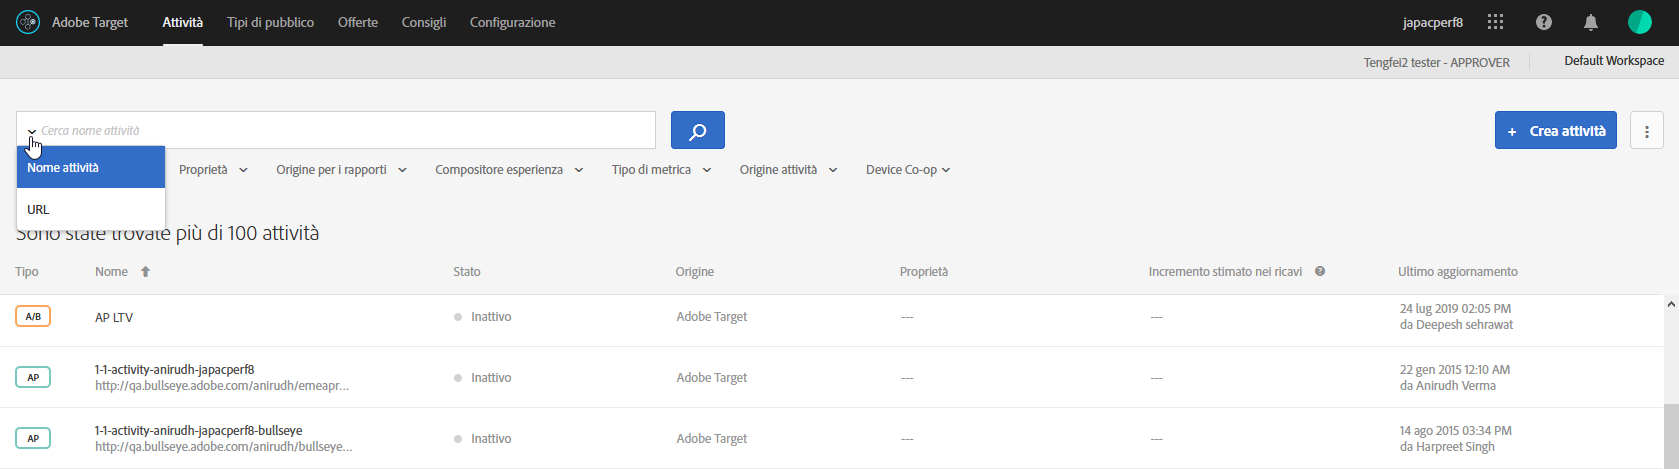 Adobe Target Attività Tipi di pubblico Offerte Consigli Configurazione japacperf8
Tengfei2 tester - APPROVER Default Workspace
Cerca nome attività
+ Crea attività
Nome attività
Proprietà Origine per i rapporti Compositore esperienza Tipo di metrica Origine attività Device Co-op
URL
Sono state trovate più di 100 attività
Tipo Nome Stato Origine Proprietà Incremento stimato nei ricavi Ultimo aggiornamento
A/B AP LTV Inattivo Adobe Target --- --- 24 lug 2019 02:05 PM
da Deepesh sehrawat
AP 1-1-activity-anirudh-japacperf8 Inattivo Adobe Target --- --- 22 gen 2015 12:10 AM
http://qa.bullseye.adobe.com/anirudh/emeapr... da Anirudh Verma
AP 1-1-activity-anirudh-japacperf8-bullseye Inattivo Adobe Target --- --- 14 ago 2015 03:34 PM
http://qa.bullseye.adobe.com/anirudh/bullseye... da Harpreet Singh